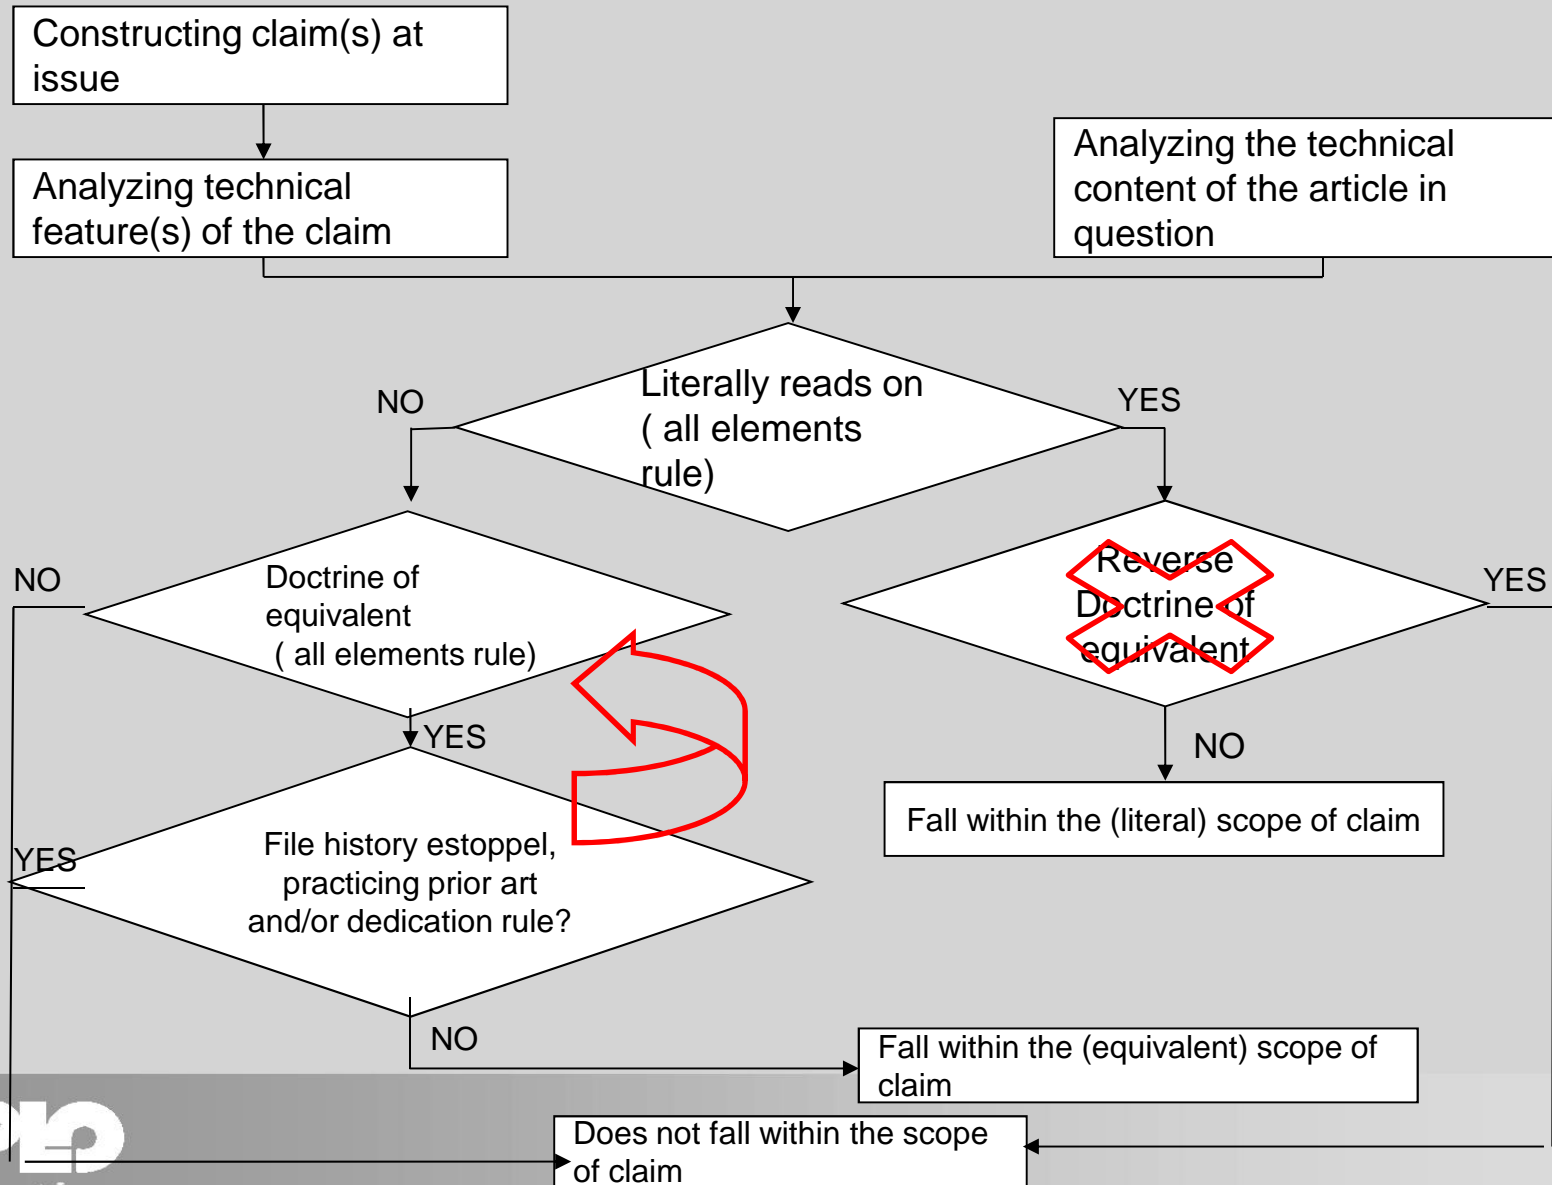 Constructing claim(s) at
issue
Analyzing technical
feature(s) of the claim
Analyzing the technical
content of the article in
question
Literally reads on
( all elements
rule)
NO
YES
Doctrine of
equivalent
( all elements rule)
NO
Reverse
Doctrine of
equivalent
YES
YES
NO
Fall within the (literal) scope of claim
File history estoppel,
practicing prior art
and/or dedication rule?
YES
NO
Fall within the (equivalent) scope of
claim
Does not fall within the scope
of claim